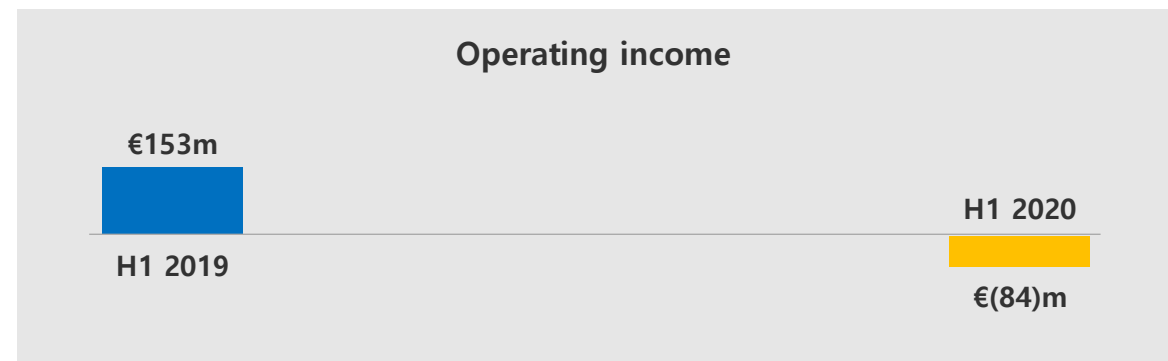 Operating income
€153m
H1 2019
H1 2020
€(84)m